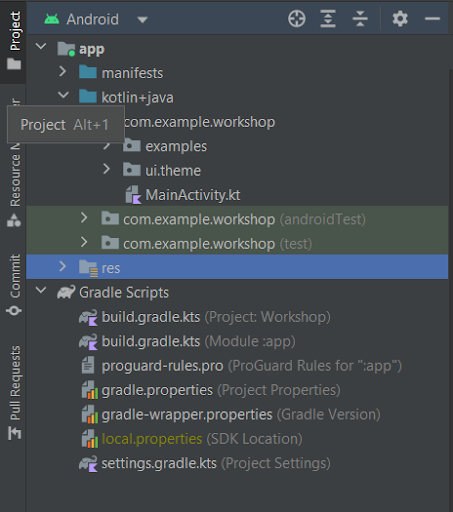 Project
Android
app
manifests
kotlin+java
Project Alt+1
com.example.workshop
examples
ui.theme
MainActivity.kt
com.example.workshop (androidTest)
com.example.workshop (test)
res
Gradle Scripts
build.gradle.kts (Project: Workshop)
build.gradle.kts (Module :app)
proguard-rules.pro (ProGuard Rules for ":app")
gradle.properties (Project Properties)
gradle-wrapper.properties (Gradle Version)
local.properties (SDK Location)
settings.gradle.kts (Project Settings)
Resource M
er
Commit
Pull Requests